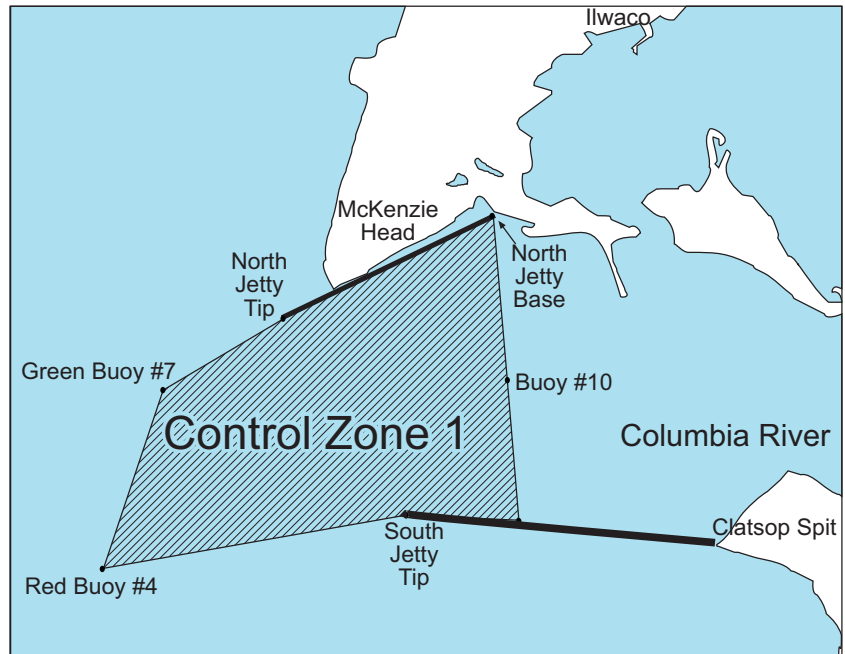 Ilwaco
McKenzie
Head
North
Jetty
Tip
North
Jetty
Base
Green Buoy #7
Buoy #10
Control Zone 1
Columbia River
South
Jetty
Tip
Clatsop Spit
Red Buoy #4